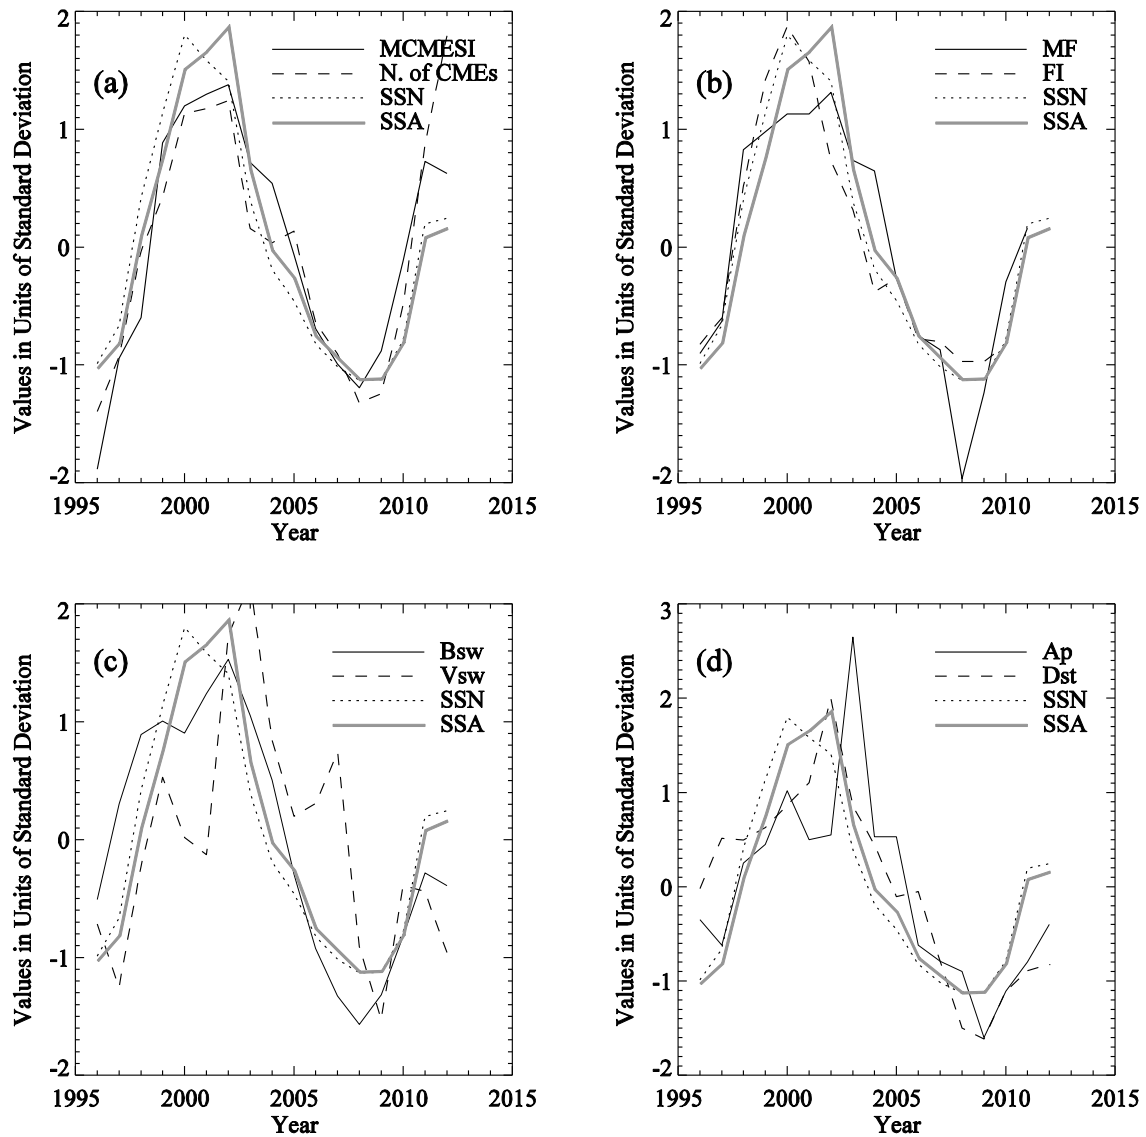 (a)
MCMESI
N. of CMEs
SSN
SSA
Values in Units of Standard Deviation
2
1
0
-1
-2
1995 2000 2005 2010 2015
Year
(b)
MF
FI
SSN
SSA
Values in Units of Standard Deviation
2
1
0
-1
-2
1995 2000 2005 2010 2015
Year
(c)
Bsw
Vsw
SSN
SSA
Values in Units of Standard Deviation
2
1
0
-1
-2
1995 2000 2005 2010 2015
Year
(d)
Ap
Dst
SSN
SSA
Values in Units of Standard Deviation
3
2
1
0
-1
-2
1995 2000 2005 2010 2015
Year